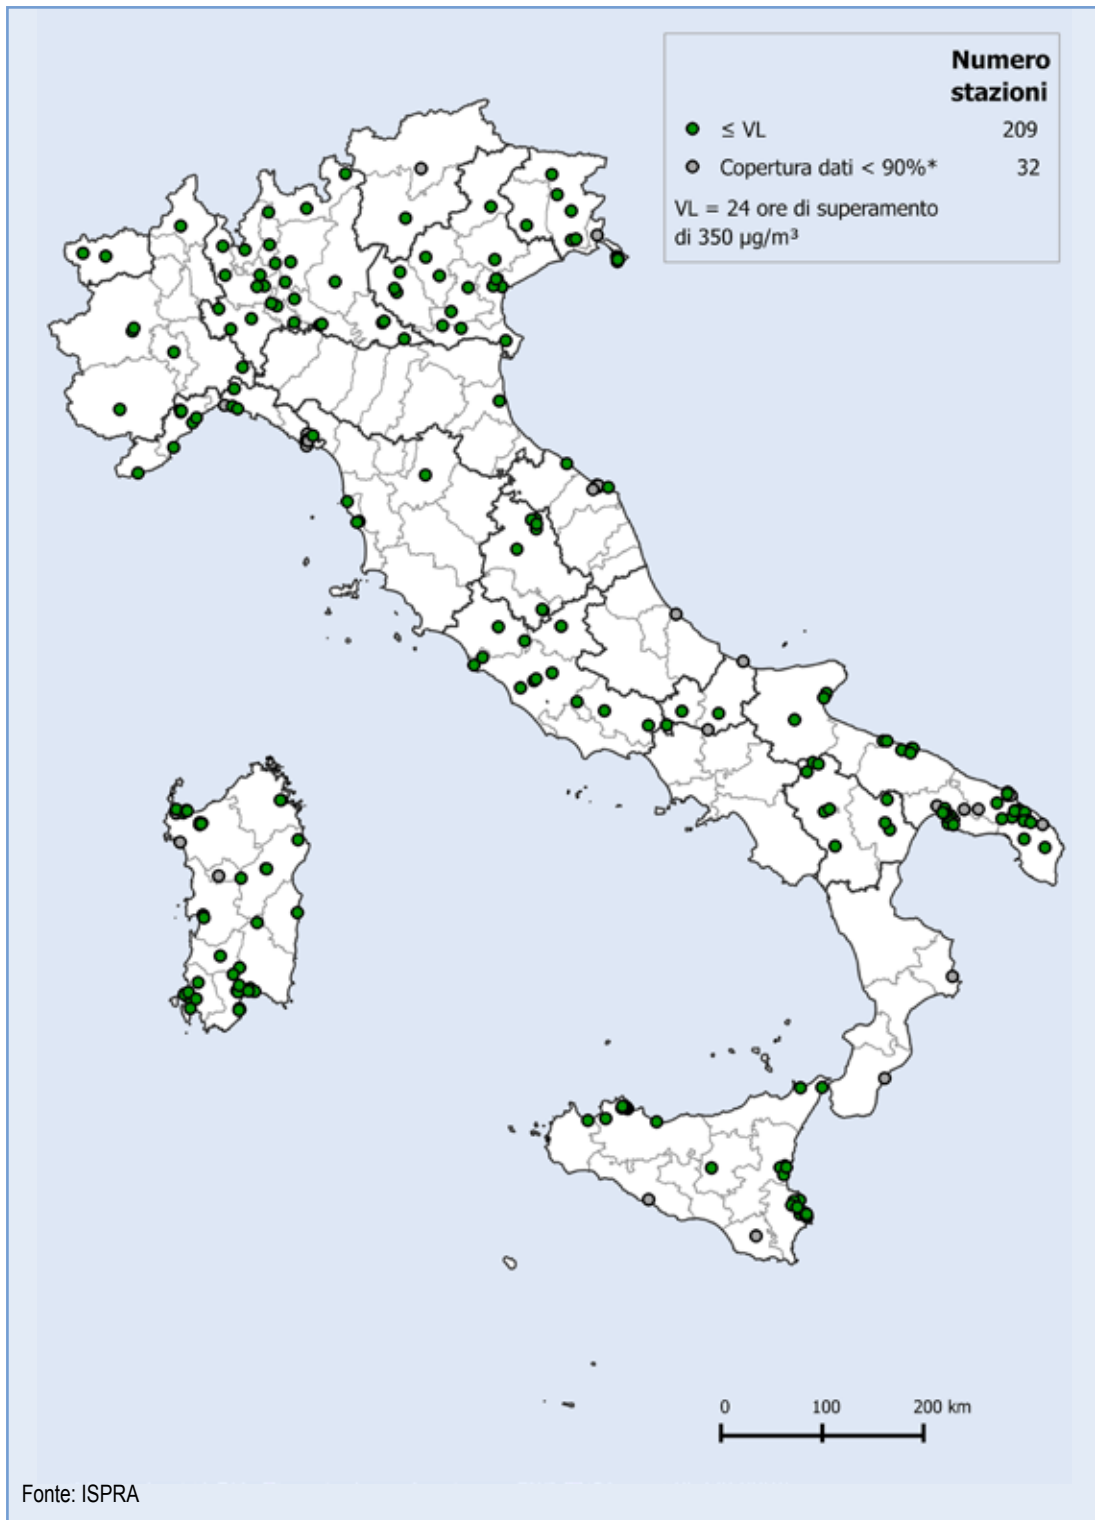 Numero
stazioni
≤ VL 209
Copertura dati < 90%* 32
VL = 24 ore di superamento
di 350 µg/m³
0 100 200 km
Fonte: ISPRA